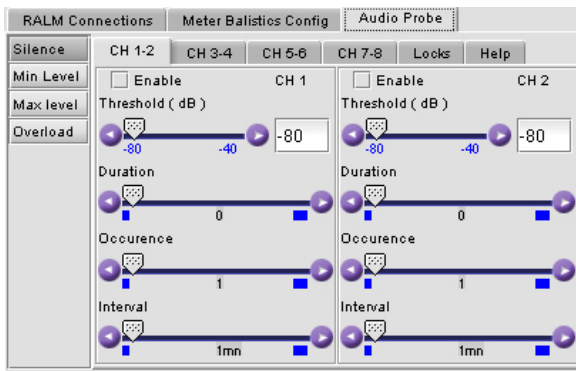 RALM Connections Meter Balistics Config Audio Probe
Silence CH 1-2 CH 3-4 CH 5-6 CH 7-8 Locks Help
Min Level Enable CH 1 Enable CH 2
Max level Threshold ( dB ) Threshold ( dB )
Overload -80 -80
-80 -40 -80 -40
Duration Duration
0 0
Occurence Occurence
1 1
Interval Interval
1mn 1mn